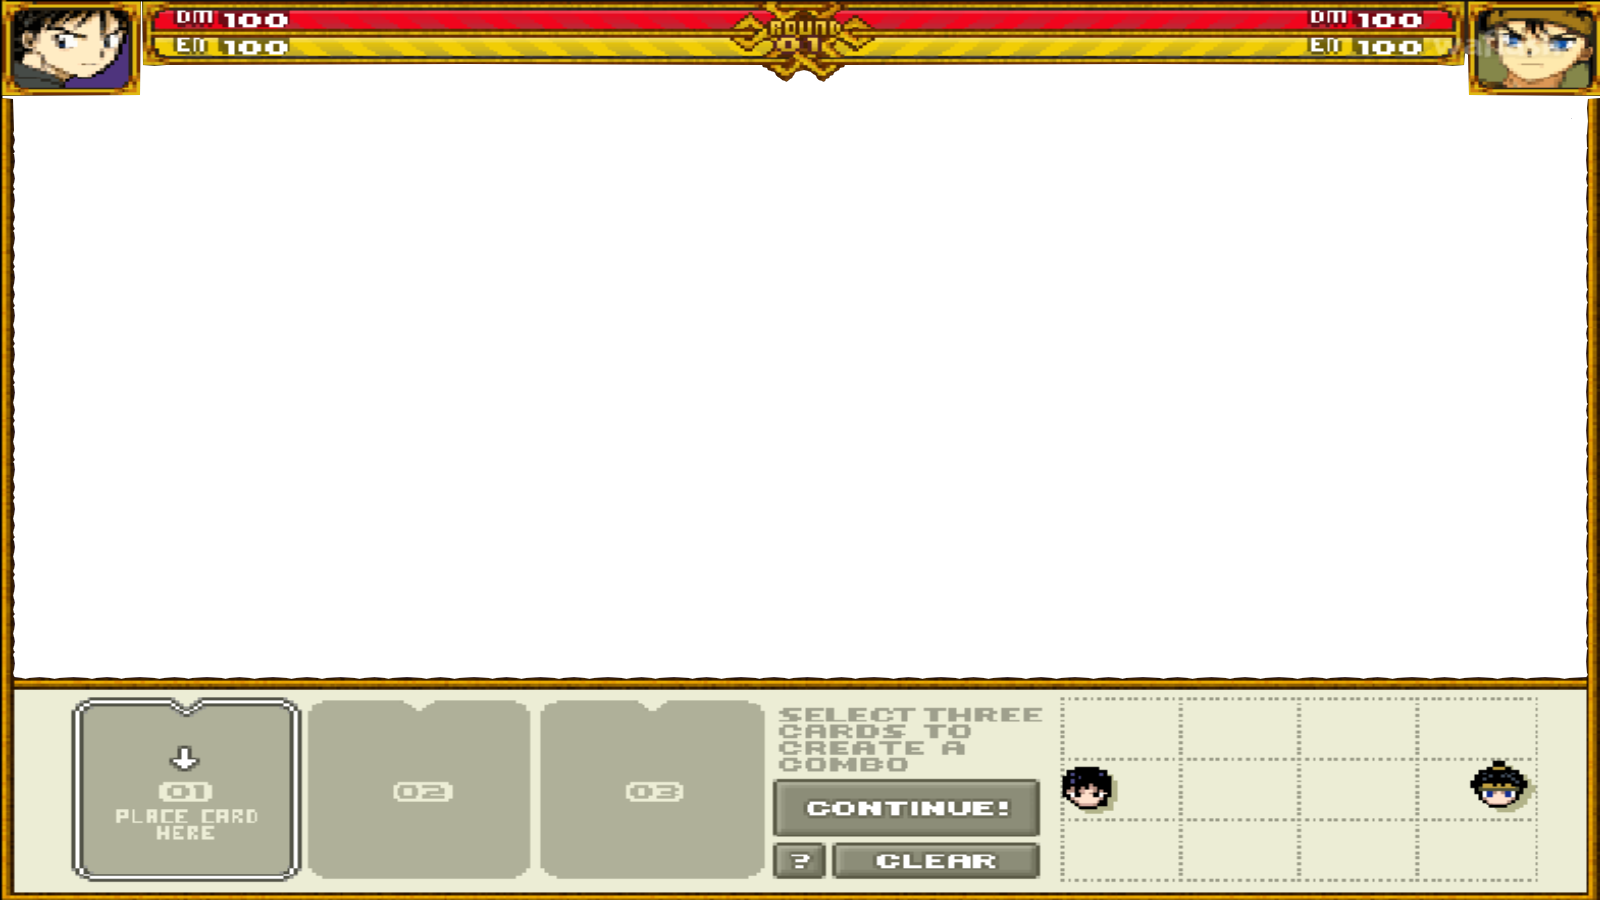 DM 100
EN 100
ROUND
01
DM 100
EN 100
01
PLACE CARD
HERE
02
03
SELECT THREE
CARDS TO
CREATE A
COMBO
CONTINUE!
?
CLEAR